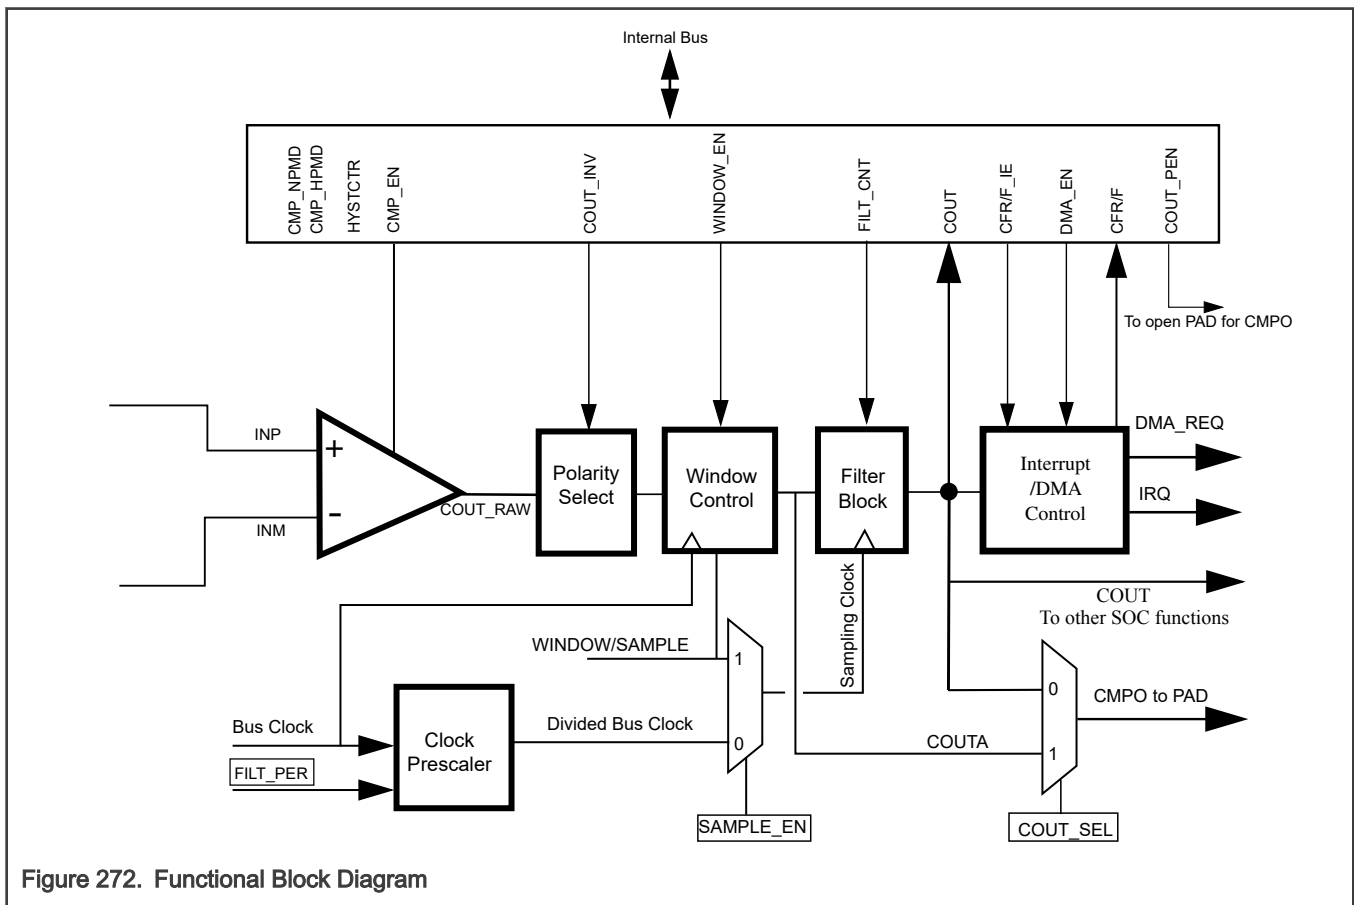 Internal Bus
CMP_NPMD
CMP_HPMD
HYSTCTR
CMP_EN
COUT_INV
WINDOW_EN
FILT_CNT
COUT
CFR/F_IE
DMA_EN
CFR/F
COUT_PEN
To open PAD for CMPO
INP
+
-
INM
COUT_RAW
Polarity
Select
Window
Control
Filter
Block
Interrupt
/DMA
Control
DMA_REQ
IRQ
COUT
To other SOC functions
Sampling Clock
WINDOW/SAMPLE
1
0
Bus Clock
FILT_PER
Clock
Prescaler
Divided Bus Clock
SAMPLE_EN
COUTA
0
1
CMPO to PAD
COUT_SEL
Figure 272. Functional Block Diagram